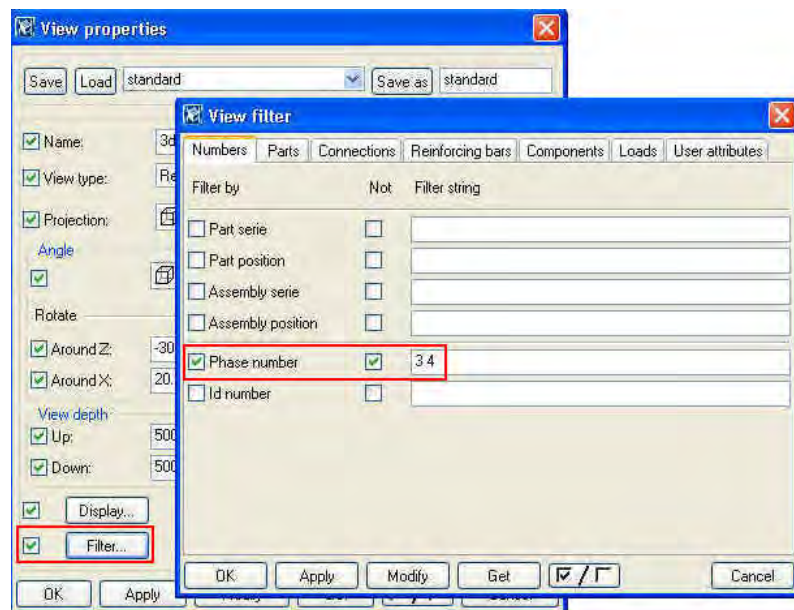 View properties
Save Load standard Save as standard
Name: 3d
View type: Re
Projection:
Angle
Rotate
Around Z: -30
Around X: 20.
View depth
Up: 500
Down: 500
Display...
Filter...
OK Apply
View filter
Numbers Parts Connections Reinforcing bars Components Loads User attributes
Filter by Not Filter string
Part serie
Part position
Assembly serie
Assembly position
Phase number 3 4
Id number
OK Apply Modify Get / Cancel